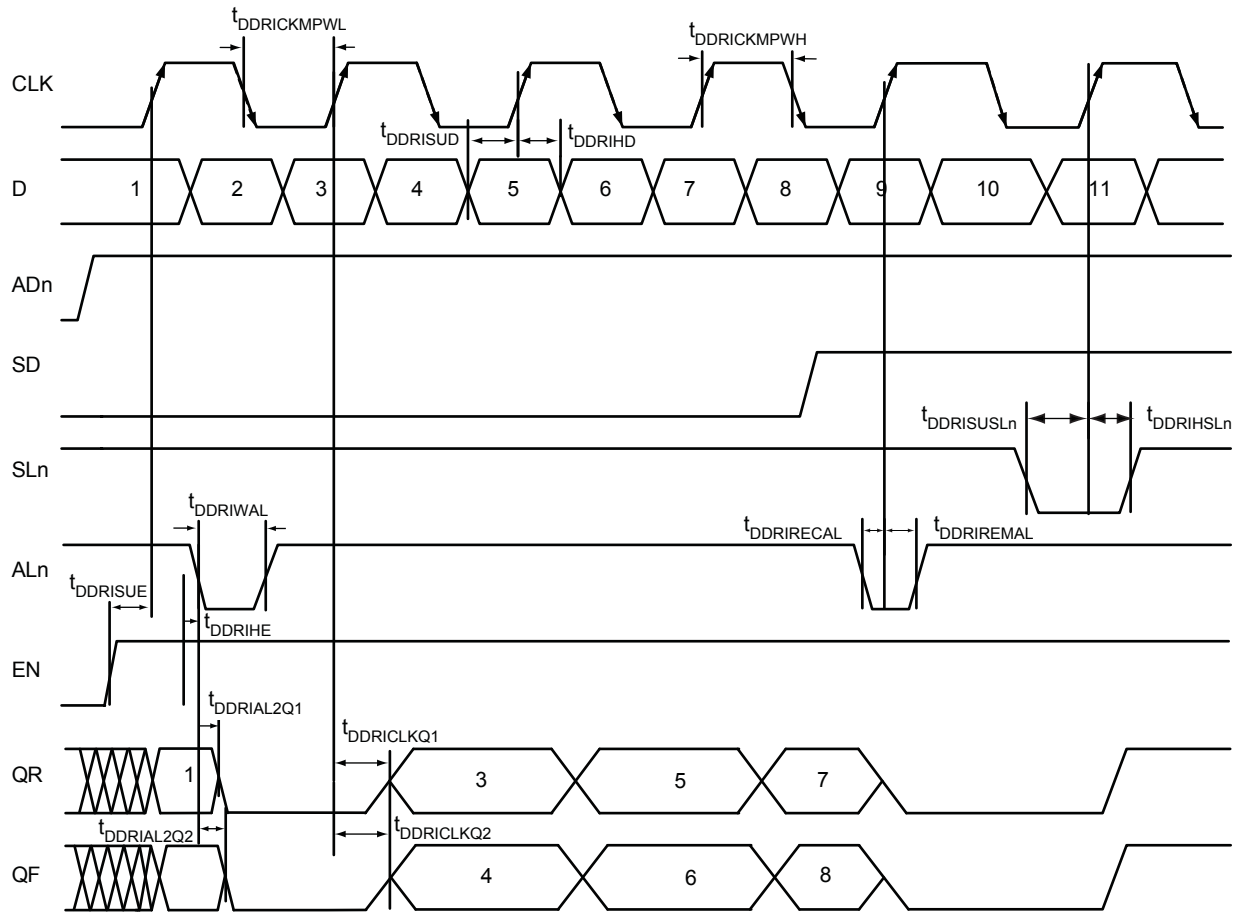 tDDRICKMPWL
tDDRICKMPWH
CLK
tDDRISUD
tDDRIHD
D
1 2 3 4 5 6 7 8 9 10 11
ADn
SD
tDDRISUSLn
tDDRIHSLn
SLn
tDDRIWAL
tDDRIRECAL
tDDRIREMAL
ALn
tDDRISUE
tDDRIHE
EN
tDDRIAL2Q1
tDDRICLKQ1
QR
1 3 5 7
tDDRIAL2Q2
tDDRICLKQ2
QF
4 6 8